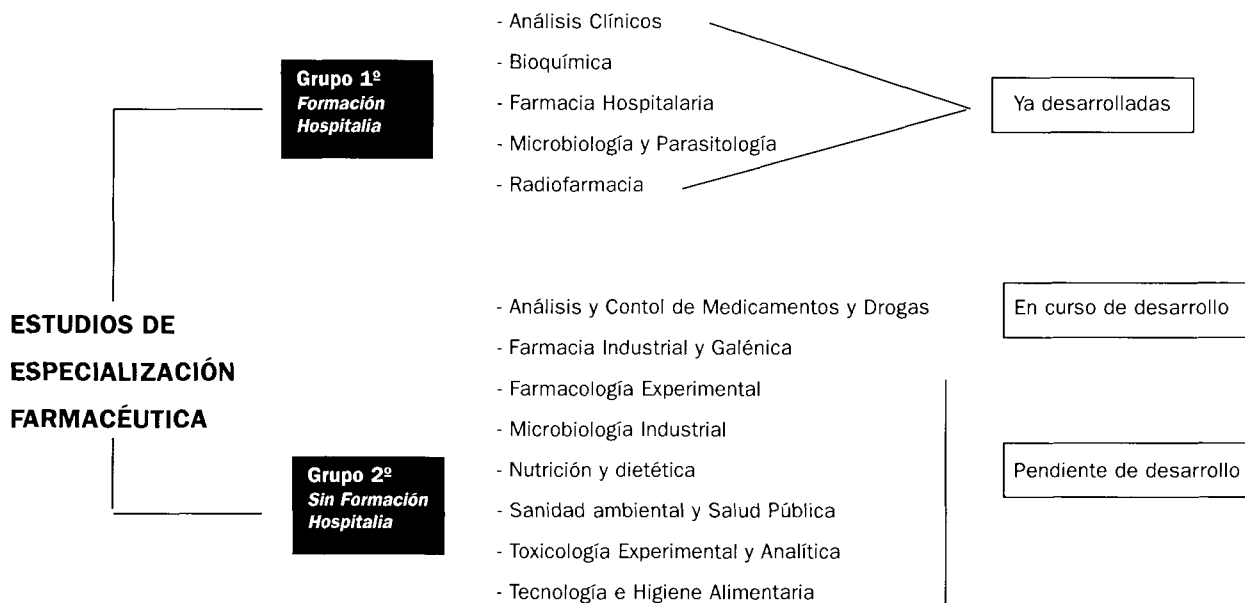 ESTUDIOS DE
ESPECIALIZACIÓN
FARMACÉUTICA
Grupo 1º
Formación
Hospitalia
- Análisis Clínicos
- Bioquímica
- Farmacia Hospitalaria
- Microbiología y Parasitología
- Radiofarmacia
Ya desarrolladas
Grupo 2º
Sin Formación
Hospitalia
- Análisis y Contol de Medicamentos y Drogas
- Farmacia Industrial y Galénica
- Farmacología Experimental
- Microbiología Industrial
- Nutrición y dietética
- Sanidad ambiental y Salud Pública
- Toxicología Experimental y Analítica
- Tecnología e Higiene Alimentaria
En curso de desarrollo
Pendiente de desarrollo